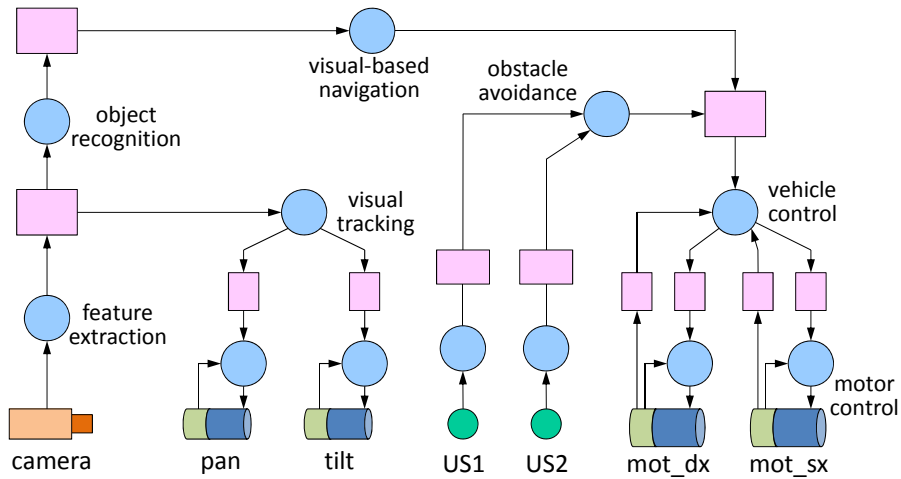 visual-based
navigation
obstacle
avoidance
object
recognition
visual
tracking
vehicle
control
feature
extraction
motor
control
camera
pan
tilt
US1
US2
mot_dx
mot_sx